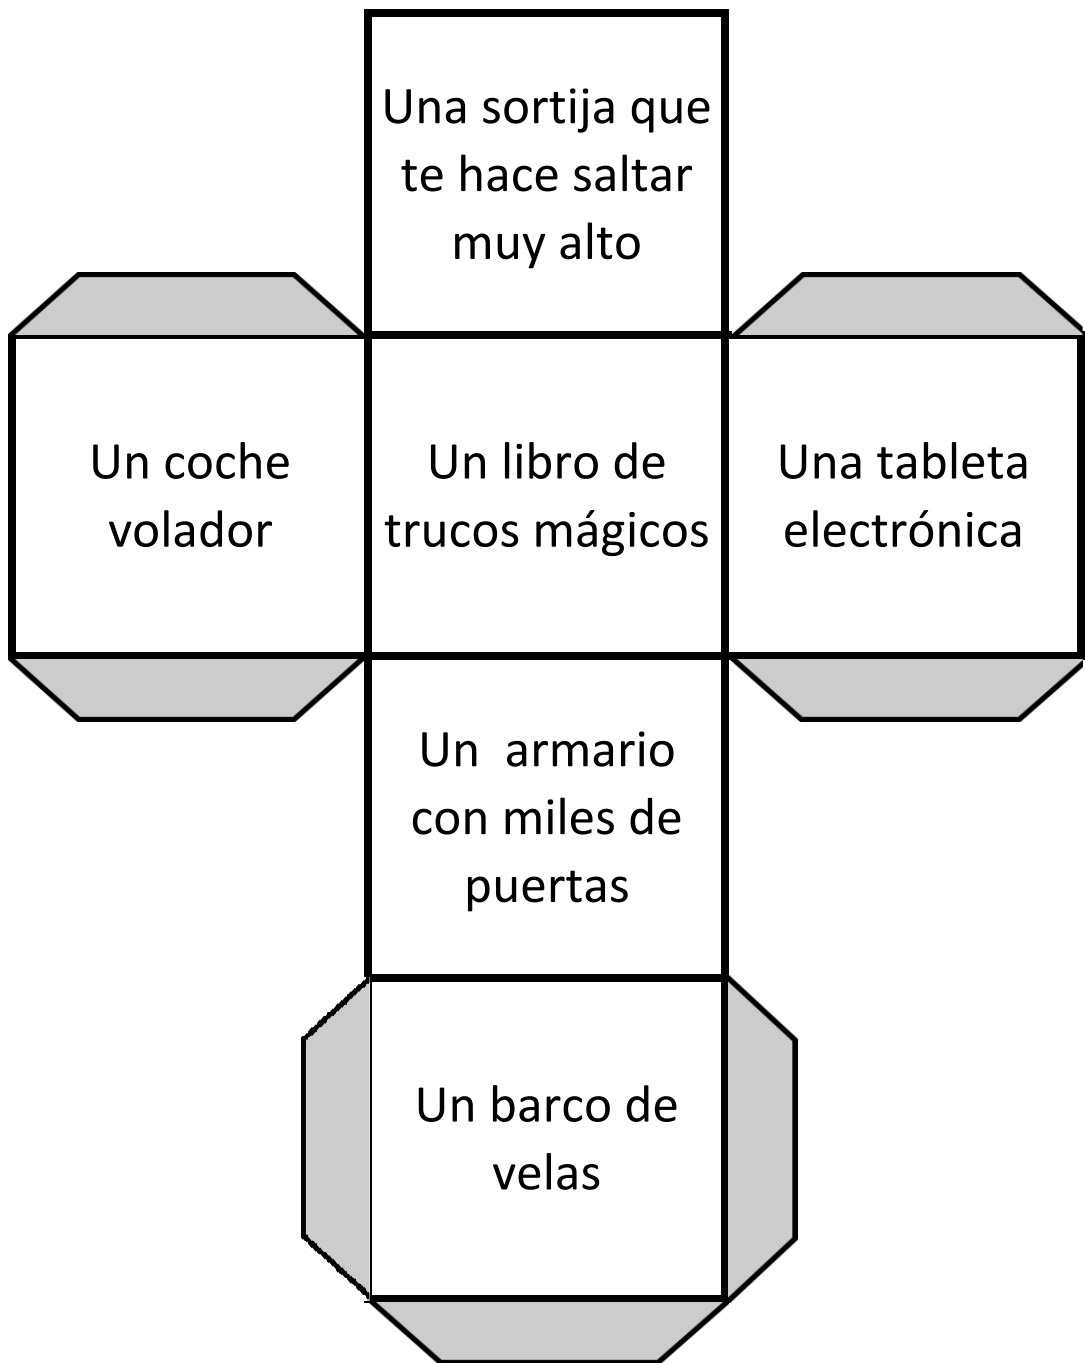 Una sortija que
te hace saltar
muy alto
Un coche
volador
Un libro de
trucos mágicos
Una tableta
electrónica
Un  armario
con miles de
puertas
Un barco de
velas